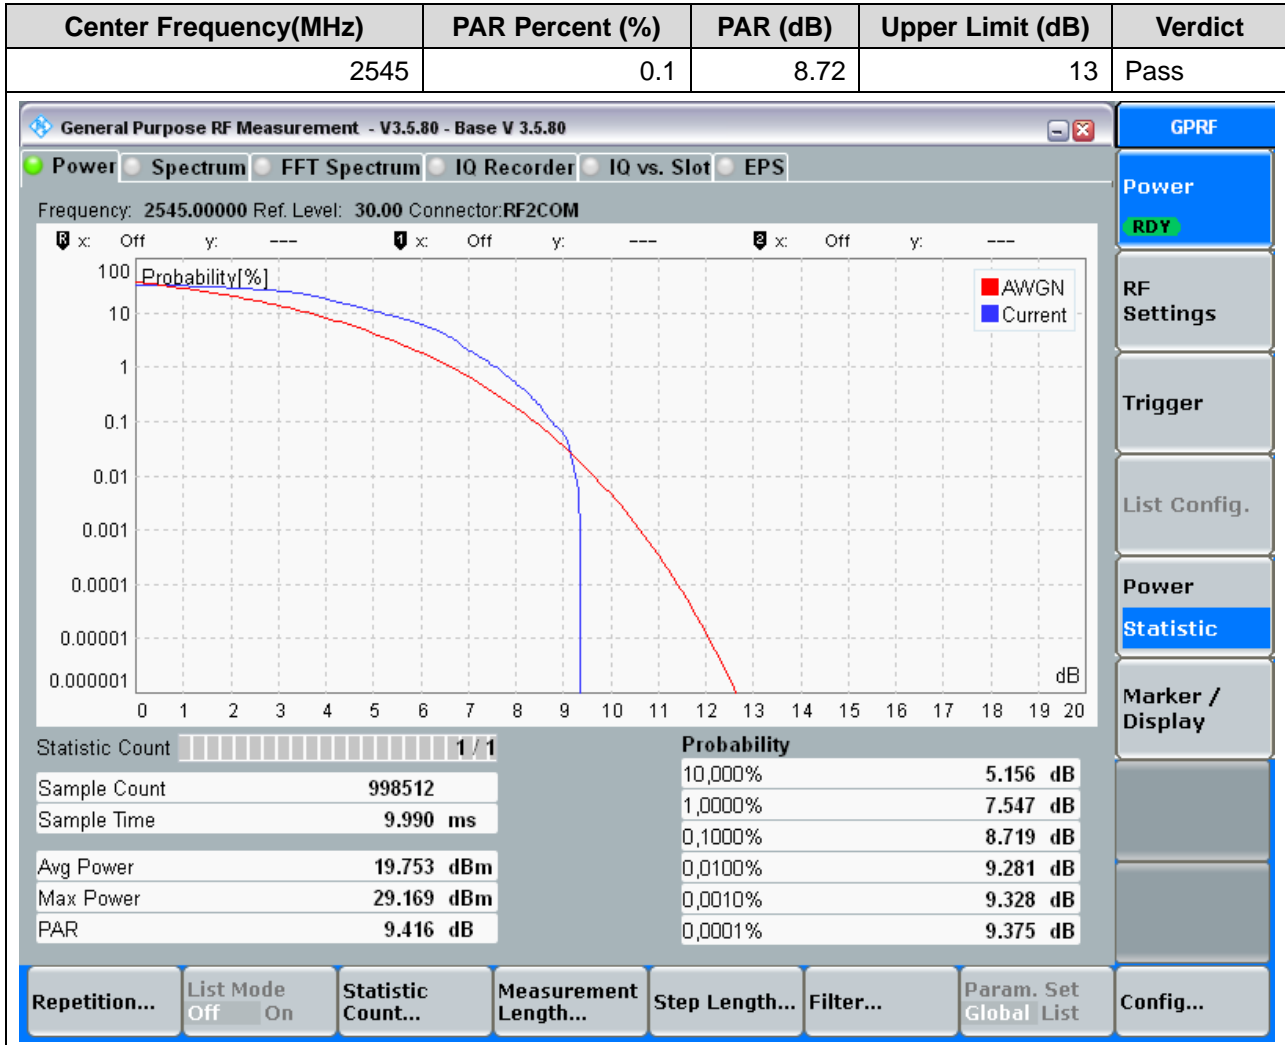 Center Frequency(MHz) PAR Percent (%) PAR (dB) Upper Limit (dB) Verdict
2545 0.1 8.72 13 Pass
General Purpose RF Measurement - V3.5.80 - Base V 3.5.80
GPRF
Power Spectrum FFT Spectrum IQ Recorder IQ vs. Slot EPS
Power
RDY
Frequency: 2545.00000 Ref. Level: 30.00 Connector:RF2COM
R x: Off y: --- 1 x: Off y: --- 2 x: Off y: ---
100 Probability[%]
AWGN
Current
10
1
0.1
0.01
0.001
0.0001
0.00001
0.000001
dB
0 1 2 3 4 5 6 7 8 9 10 11 12 13 14 15 16 17 18 19 20
RF
Settings
Trigger
List Config.
Power
Statistic
Marker /
Display
Statistic Count 1 / 1
Sample Count 998512
Sample Time 9.990 ms
Avg Power 19.753 dBm
Max Power 29.169 dBm
PAR 9.416 dB
Probability
10,000% 5.156 dB
1,0000% 7.547 dB
0,1000% 8.719 dB
0,0100% 9.281 dB
0,0010% 9.328 dB
0,0001% 9.375 dB
Repetition...
List Mode
Off On
Statistic
Count...
Measurement
Length...
Step Length...
Filter...
Param. Set
Global List
Config...